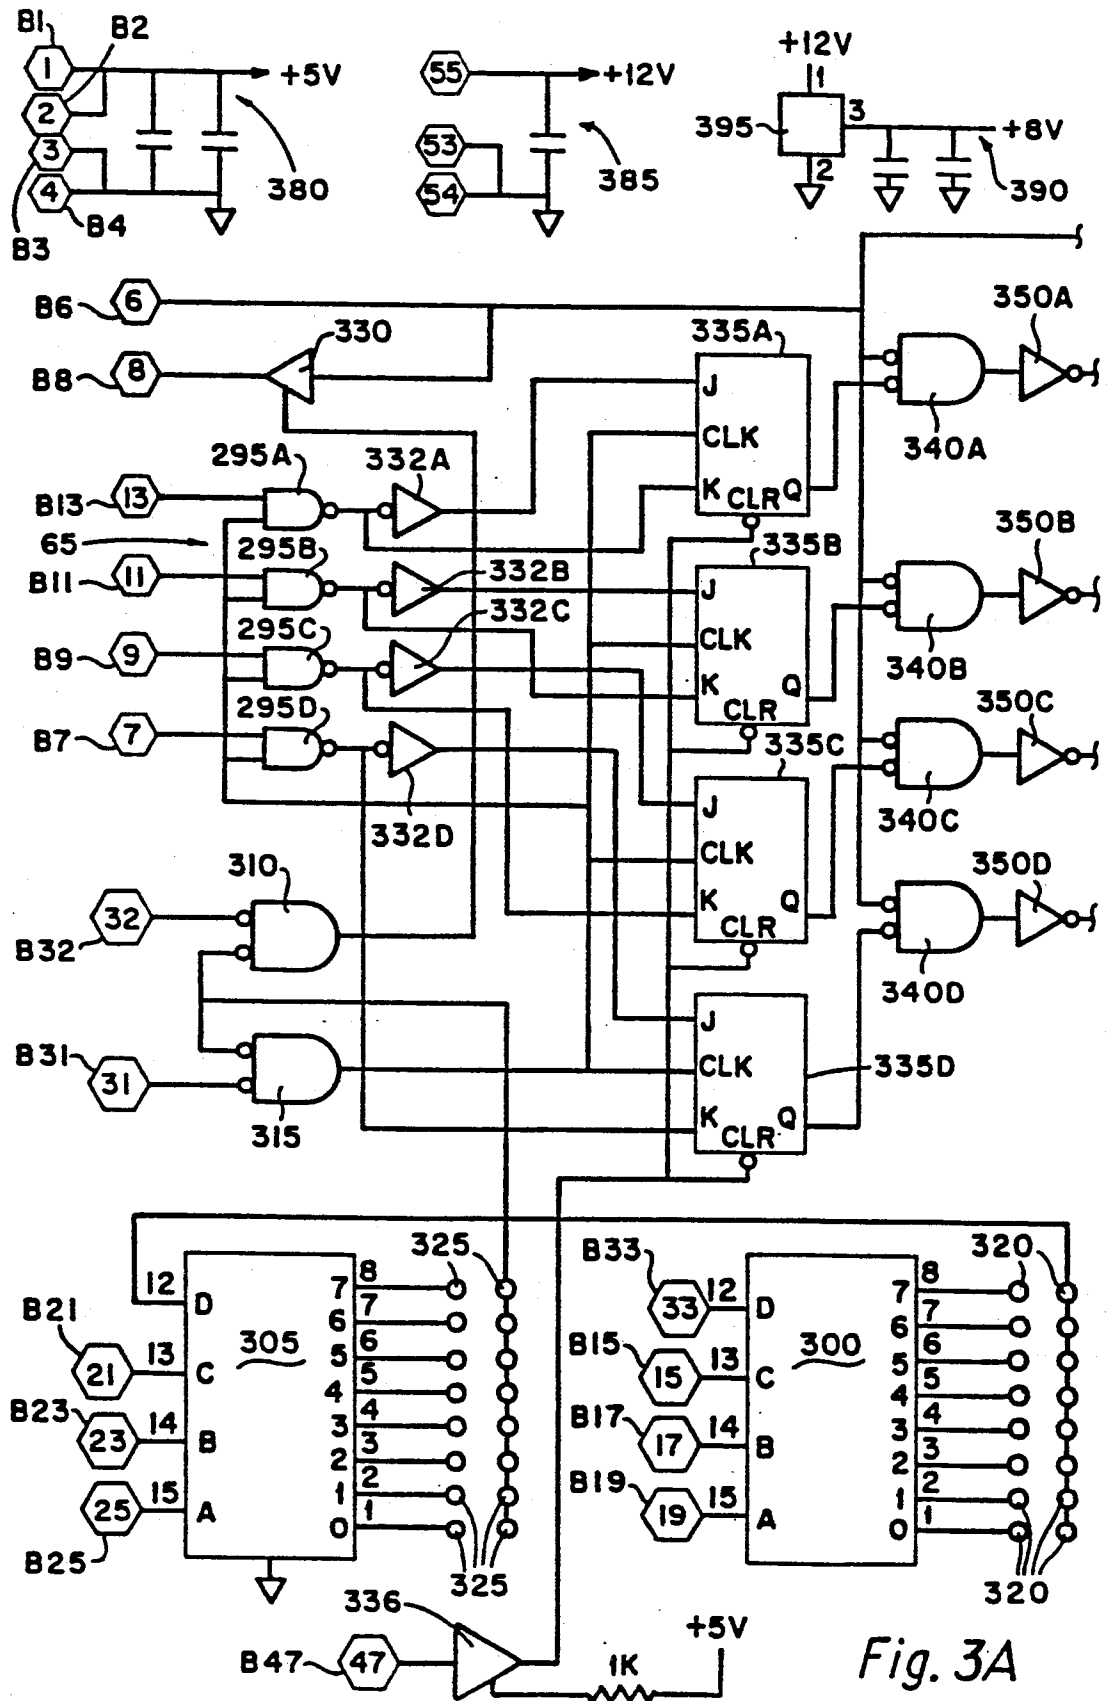 B1
B2
1
+5V
2
3
4
380
B3
B4
55
+12V
53
54
385
+12V
1
395
3
+8V
2
390
B6
6
B8
8
330
335A
350A
J
CLK
K
CLR
Q
340A
295A
332A
B13
13
65
295B
332B
335B
350B
B11
11
J
CLK
K
CLR
Q
340B
295C
332C
B9
9
295D
335C
350C
B7
7
332D
J
CLK
K
CLR
Q
340C
310
350D
32
B32
340D
J
CLK
K
CLR
Q
335D
B31
31
315
325
325
12
D
305
7
8
6
7
B21
21
13
C
5
6
4
5
B23
23
14
B
3
4
2
3
B25
25
15
A
1
2
0
1
325
B33
33
12
D
300
7
8
6
7
320
320
B15
15
13
C
5
6
4
5
B17
17
14
B
3
4
2
3
B19
19
15
A
1
2
0
1
320
336
+5V
B47
47
1K
Fig. 3A